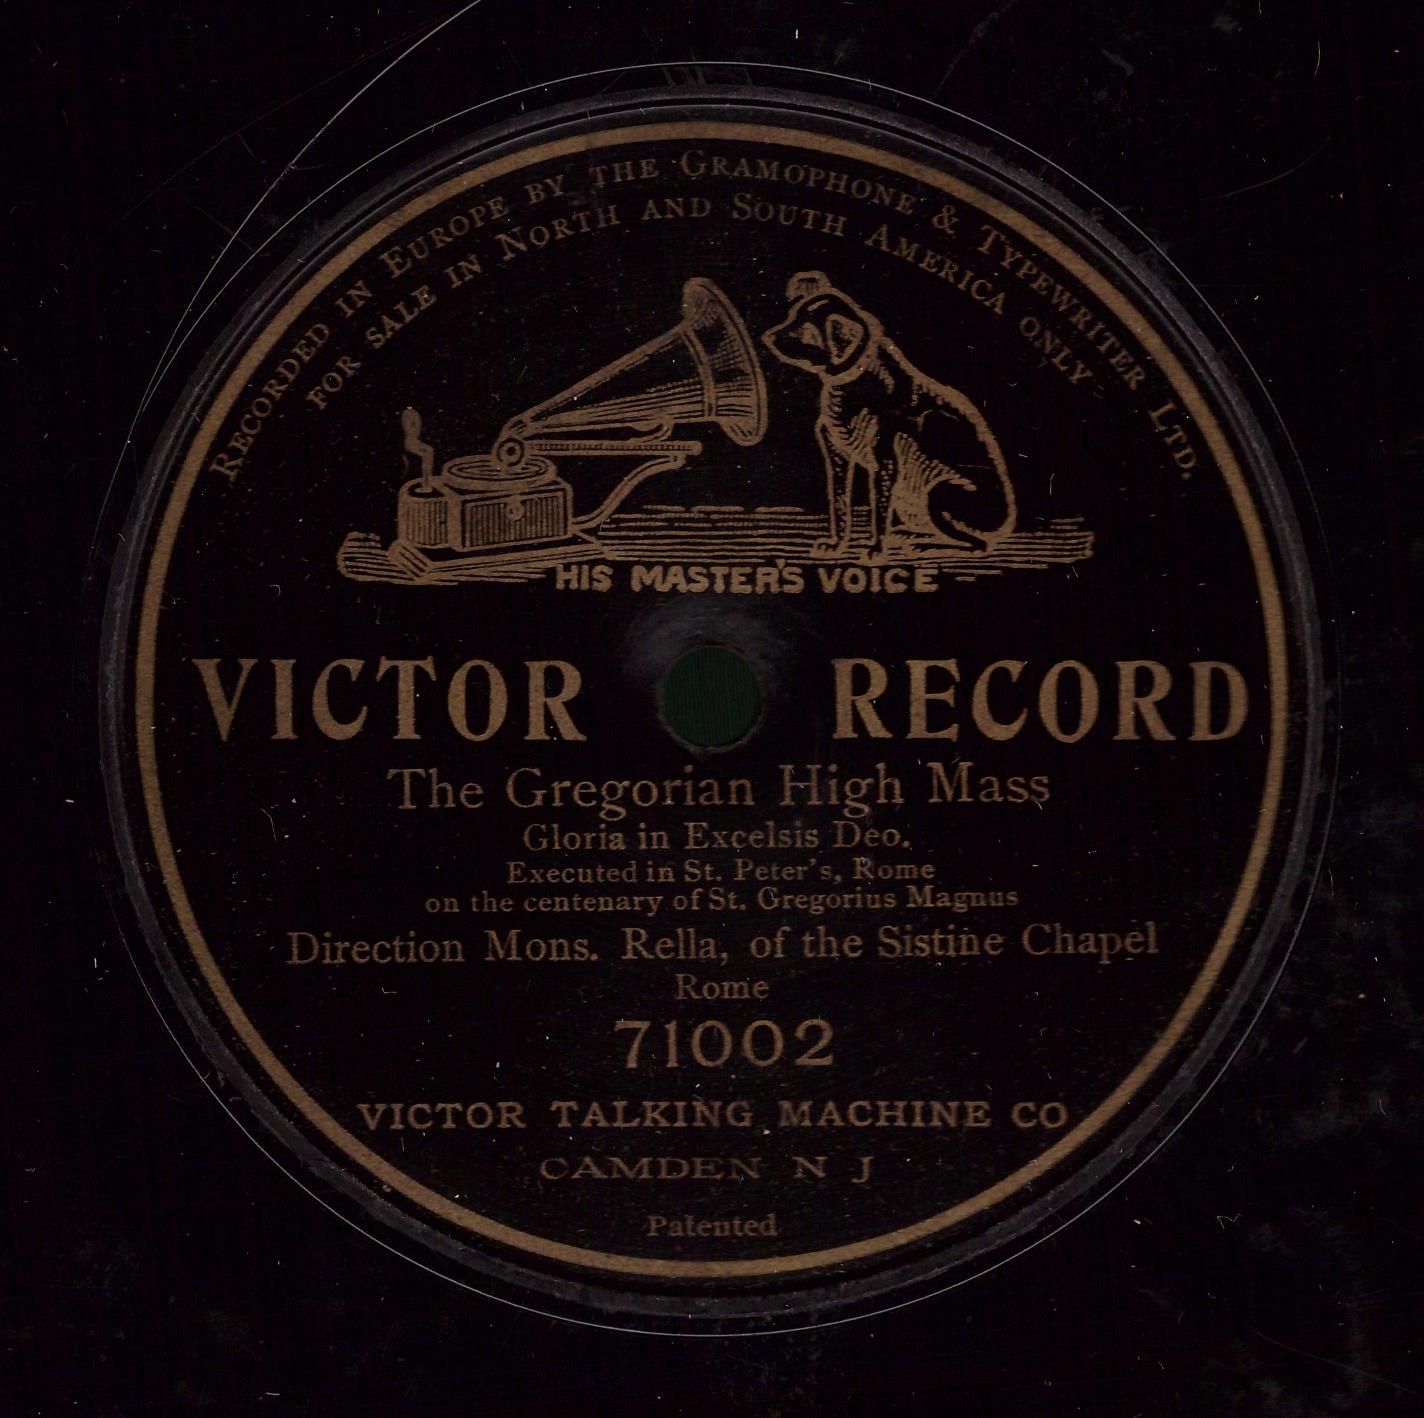 RECORDED IN EUROPE BY THE GRAMOPHONE & TYPEWRITER LTD.
FOR SALE IN NORTH AND SOUTH AMERICA ONLY
HIS MASTER'S VOICE
VICTOR RECORD
The Gregorian High Mass
Gloria in Excelsis Deo.
Executed in St. Peter's, Rome
on the centenary of St. Gregorius Magnus
Direction Mons. Rella, of the Sistine Chapel
Rome
71002
VICTOR TALKING MACHINE CO
CAMDEN N J
Patented